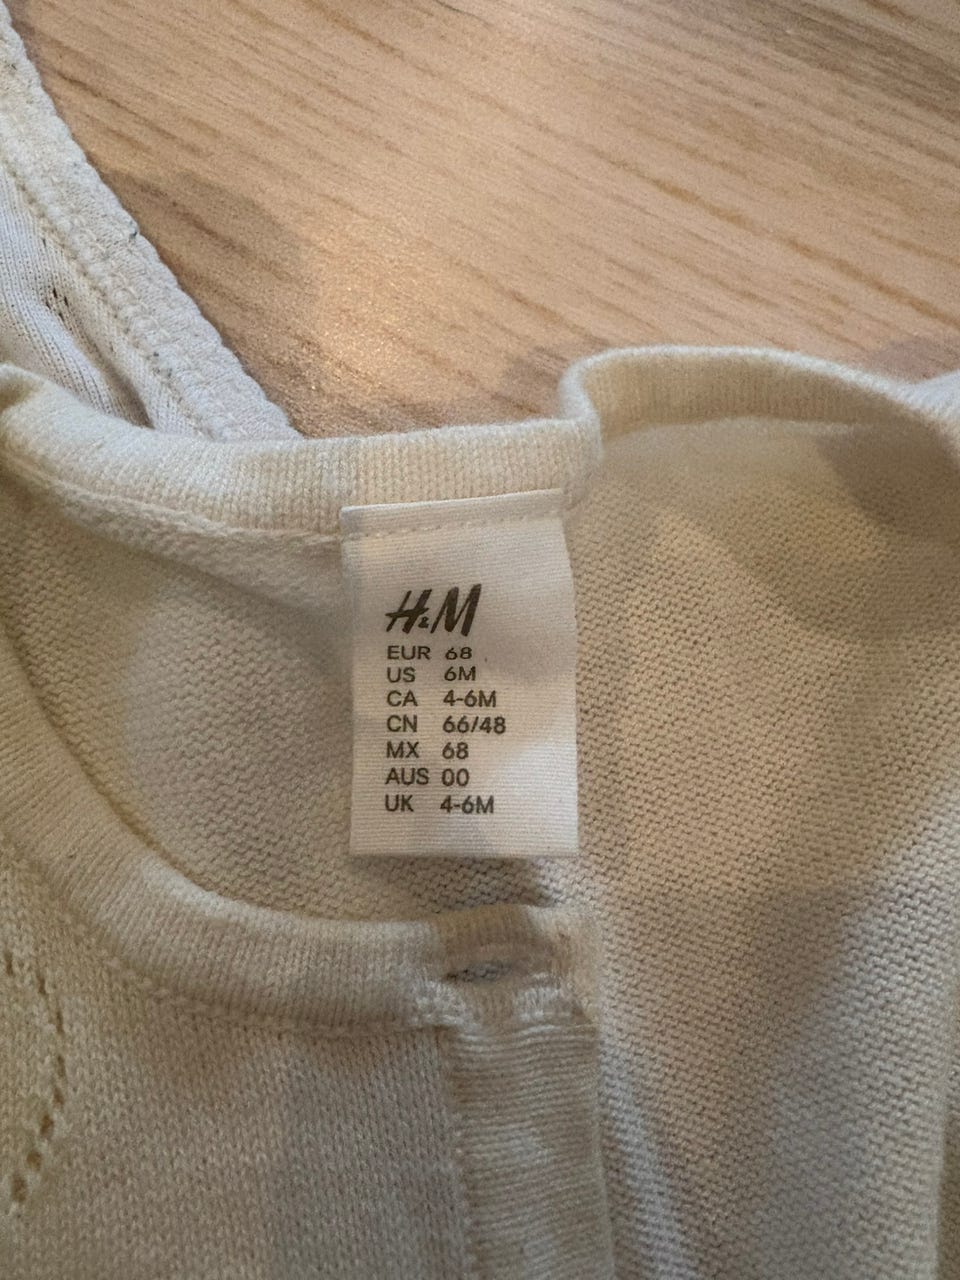 H&M
EUR 68
US 6M
CA 4-6M
CN 66/48
MX 68
AUS 00
UK 4-6M